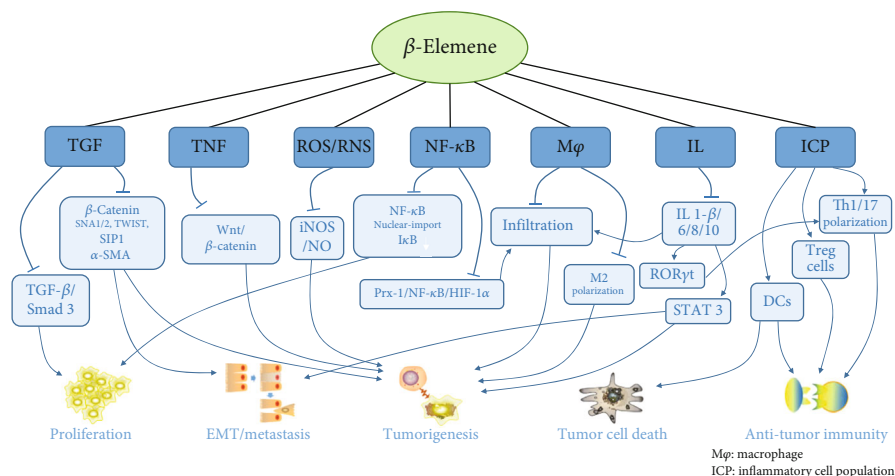 β-Elemene
TGF
TNF
ROS/RNS
NF-κB
Mφ
IL
ICP
β-Catenin
SNA1/2, TWIST,
SIP1
α-SMA
Wnt/
β-catenin
iNOS
/NO
NF-κB
Nuclear-import
IκB
Infiltration
IL 1-β/
6/8/10
Th1/17
polarization
TGF-β/
Smad 3
Prx-1/NF-κB/HIF-1α
M2
polarization
RORγt
Treg
cells
STAT 3
DCs
Proliferation
EMT/metastasis
Tumorigenesis
Tumor cell death
Anti-tumor immunity
Mφ: macrophage
ICP: inflammatory cell population